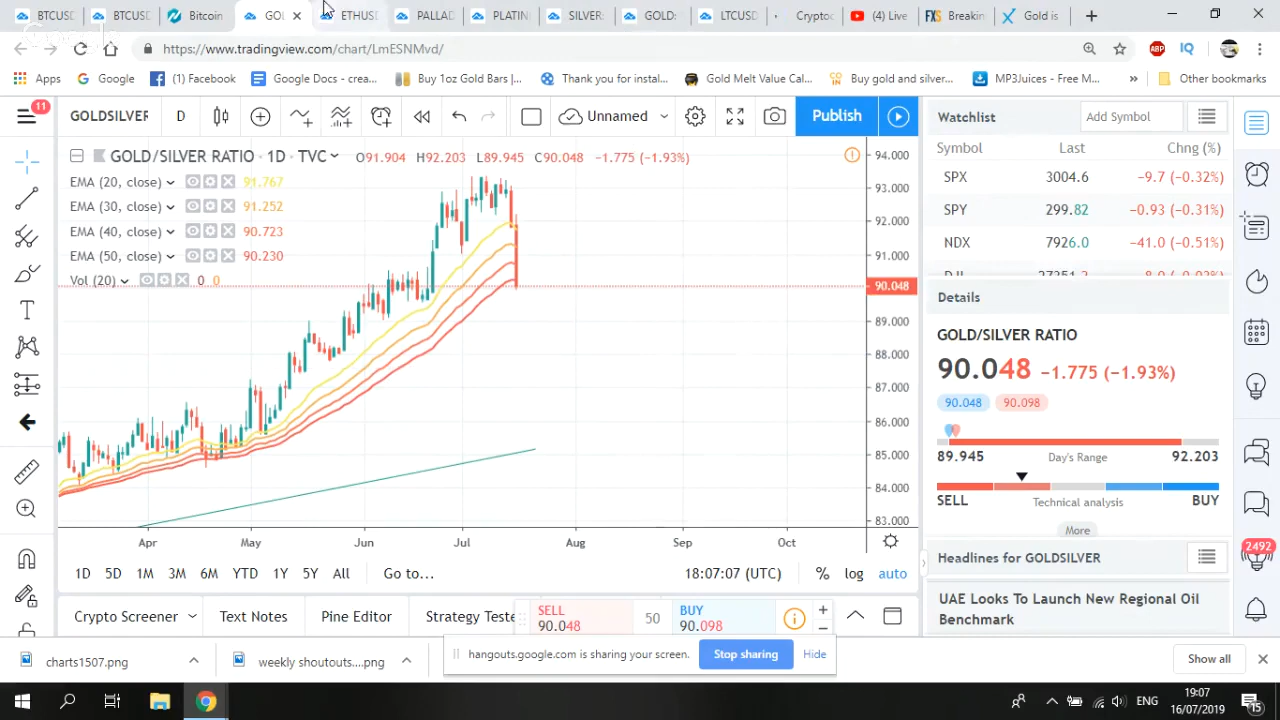 BTCUSD
BTCUSD
Bitcoin
GOL
ETHUSD
PALLAD
PLATIN
SILVER:
GOLD:
LTCUSD
Cryptoc
(4) Live
Breakin
Gold is
https://www.tradingview.com/chart/LmESNMvd/
Apps
Google
(1) Facebook
Google Docs - crea...
Buy 1oz Gold Bars |...
Thank you for instal...
Gold Melt Value Cal...
Buy gold and silver...
MP3Juices - Free M...
»
Other bookmarks
11
GOLDSILVER
D
Unnamed
Publish
GOLD/SILVER RATIO · 1D · TVC
O91.904 H92.203 L89.945 C90.048 −1.775 (−1.93%)
EMA (20, close) 91.767
EMA (30, close) 91.252
EMA (40, close) 90.723
EMA (50, close) 90.230
Vol (20) 0 0
94.000
93.000
92.000
91.000
90.048
89.000
88.000
87.000
86.000
85.000
84.000
83.000
Apr May Jun Jul Aug Sep Oct
1D 5D 1M 3M 6M YTD 1Y 5Y All Go to... 18:07:07 (UTC) % log auto
Crypto Screener Text Notes Pine Editor Strategy Teste
SELL
90.048
50
BUY
90.098
Watchlist
Add Symbol
Symbol Last Chng (%)
SPX 3004.6 −9.7 (−0.32%)
SPY 299.82 −0.93 (−0.31%)
NDX 7926.0 −41.0 (−0.51%)
Details
GOLD/SILVER RATIO
90.048 −1.775 (−1.93%)
90.048 90.098
89.945 Day's Range 92.203
SELL Technical analysis BUY
More
Headlines for GOLDSILVER
UAE Looks To Launch New Regional Oil
Benchmark
2492
hangouts.google.com is sharing your screen.
Stop sharing
Hide
charts1507.png
weekly shoutouts....png
Show all
ENG
19:07
16/07/2019
15